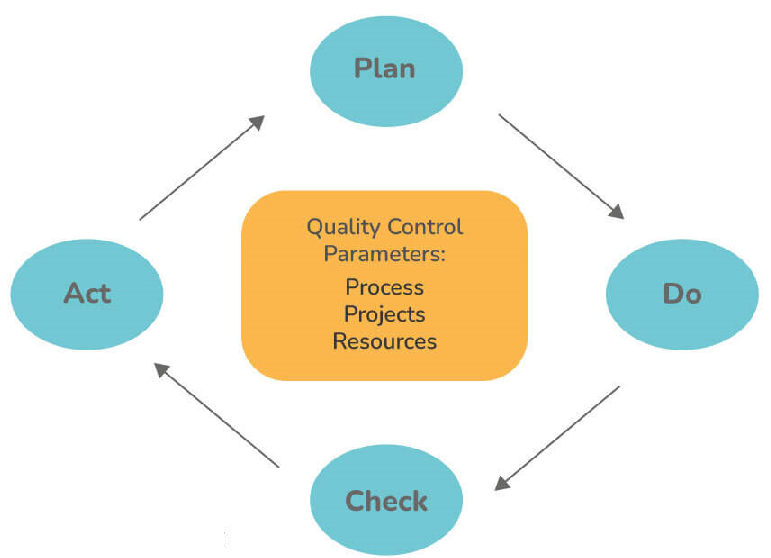 Plan
Quality Control
Parameters:
Process
Projects
Resources
Act
Do
Check